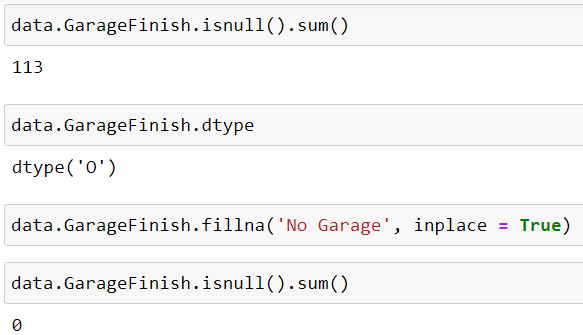 data.GarageFinish.isnull().sum()
113
data.GarageFinish.dtype
dtype('O')
data.GarageFinish.fillna('No Garage', inplace = True)
data.GarageFinish.isnull().sum()
0